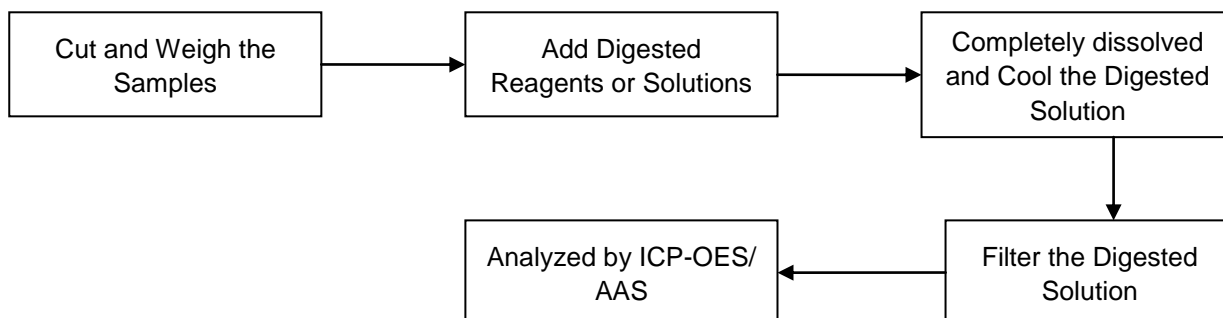 Cut and Weigh the
Samples
Add Digested
Reagents or Solutions
Completely dissolved
and Cool the Digested
Solution
Filter the Digested
Solution
Analyzed by ICP-OES/
AAS